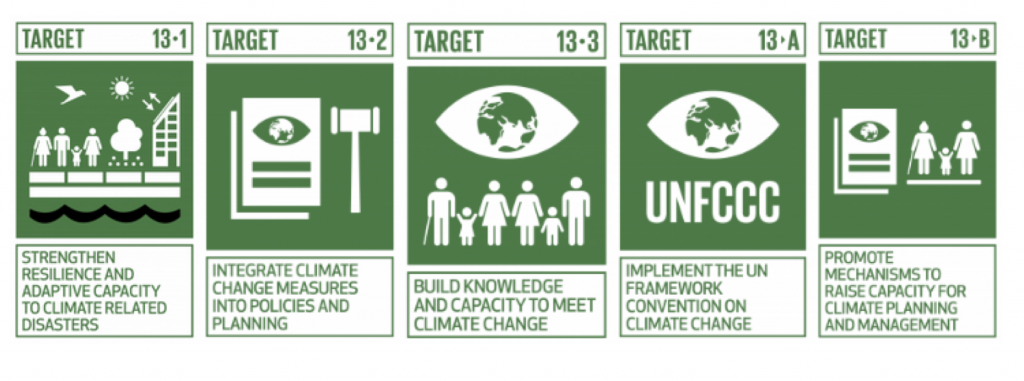 TARGET 13·1
STRENGTHEN
RESILIENCE AND
ADAPTIVE CAPACITY
TO CLIMATE RELATED
DISASTERS
TARGET 13·2
INTEGRATE CLIMATE
CHANGE MEASURES
INTO POLICIES AND
PLANNING
TARGET 13·3
BUILD KNOWLEDGE
AND CAPACITY TO MEET
CLIMATE CHANGE
TARGET 13·A
UNFCCC
IMPLEMENT THE UN
FRAMEWORK
CONVENTION ON
CLIMATE CHANGE
TARGET 13·B
PROMOTE
MECHANISMS TO
RAISE CAPACITY FOR
CLIMATE PLANNING
AND MANAGEMENT